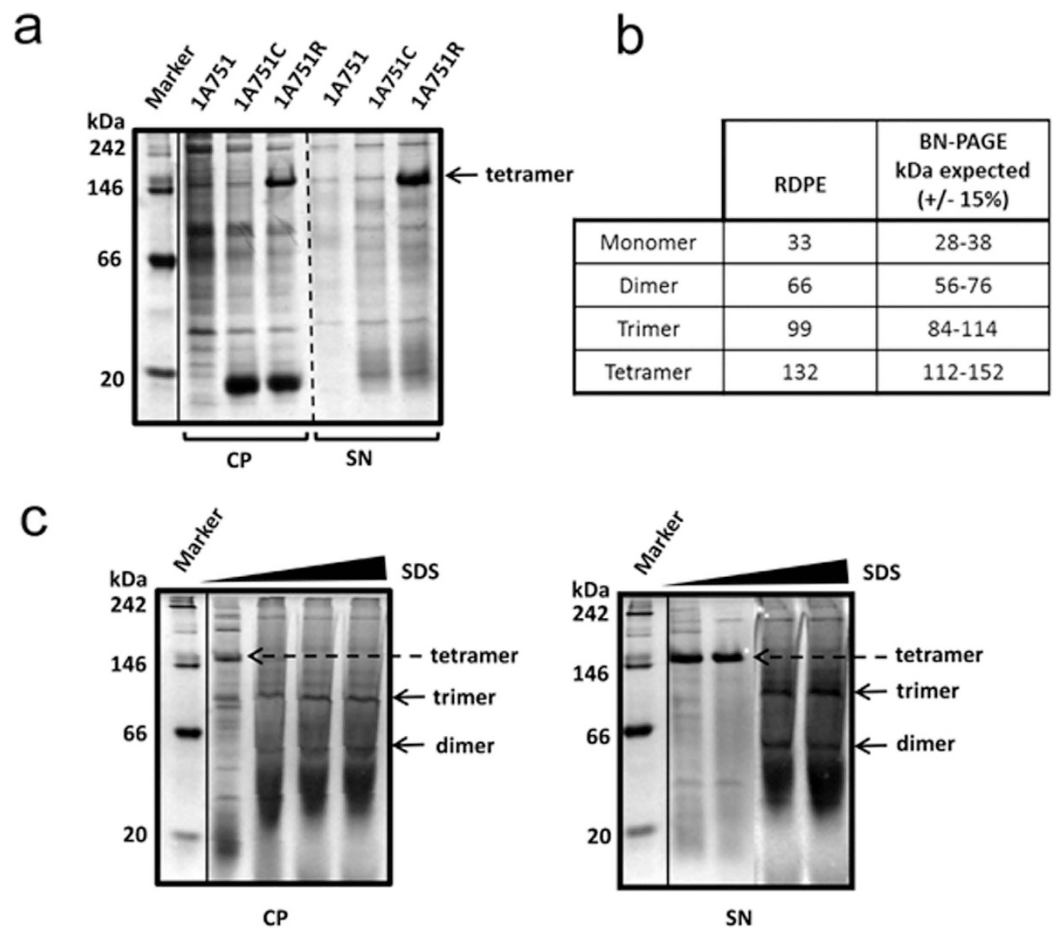 a
Marker
1A751
1A751C
1A751R
1A751
1A751C
1A751R
kDa
242
146
66
20
tetramer
CP
SN
b
RDPE
BN-PAGE
kDa expected
(+/- 15%)
Monomer 33 28-38
Dimer 66 56-76
Trimer 99 84-114
Tetramer 132 112-152
c
Marker
kDa
SDS
242
146
66
20
tetramer
trimer
dimer
CP
Marker
kDa
SDS
242
146
66
20
tetramer
trimer
dimer
SN